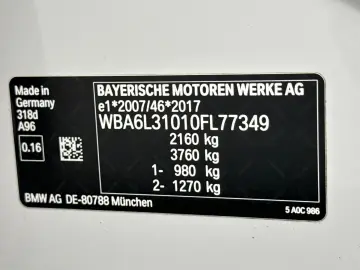 Made in
Germany
318d
A96
0.16
BAYERISCHE MOTOREN WERKE AG
e1*2007/46*2017
WBA6L31010FL77349
2160 kg
3760 kg
1- 980 kg
2- 1270 kg
BMW AG DE-80788 München
5 A0C 986